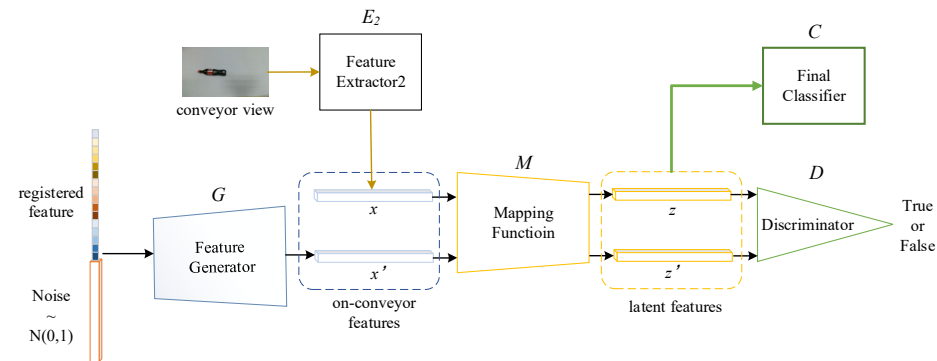 E2
C
Feature
Extractor2
conveyor view
Final
Classifier
registered
feature
G
M
D
x
z
Feature
Generator
Mapping
Functioin
Discriminator
True
or
False
x'
z'
Noise
~
N(0,1)
on-conveyor
features
latent features